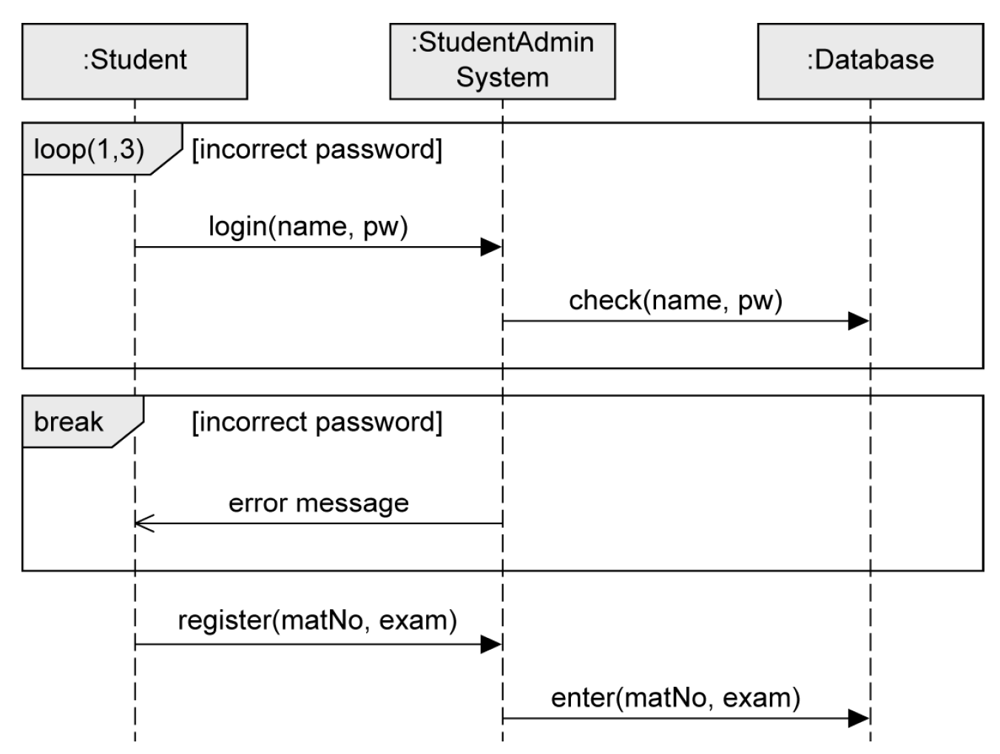 :Student
:StudentAdmin
System
:Database
loop(1,3)
[incorrect password]
login(name, pw)
check(name, pw)
break
[incorrect password]
error message
register(matNo, exam)
enter(matNo, exam)